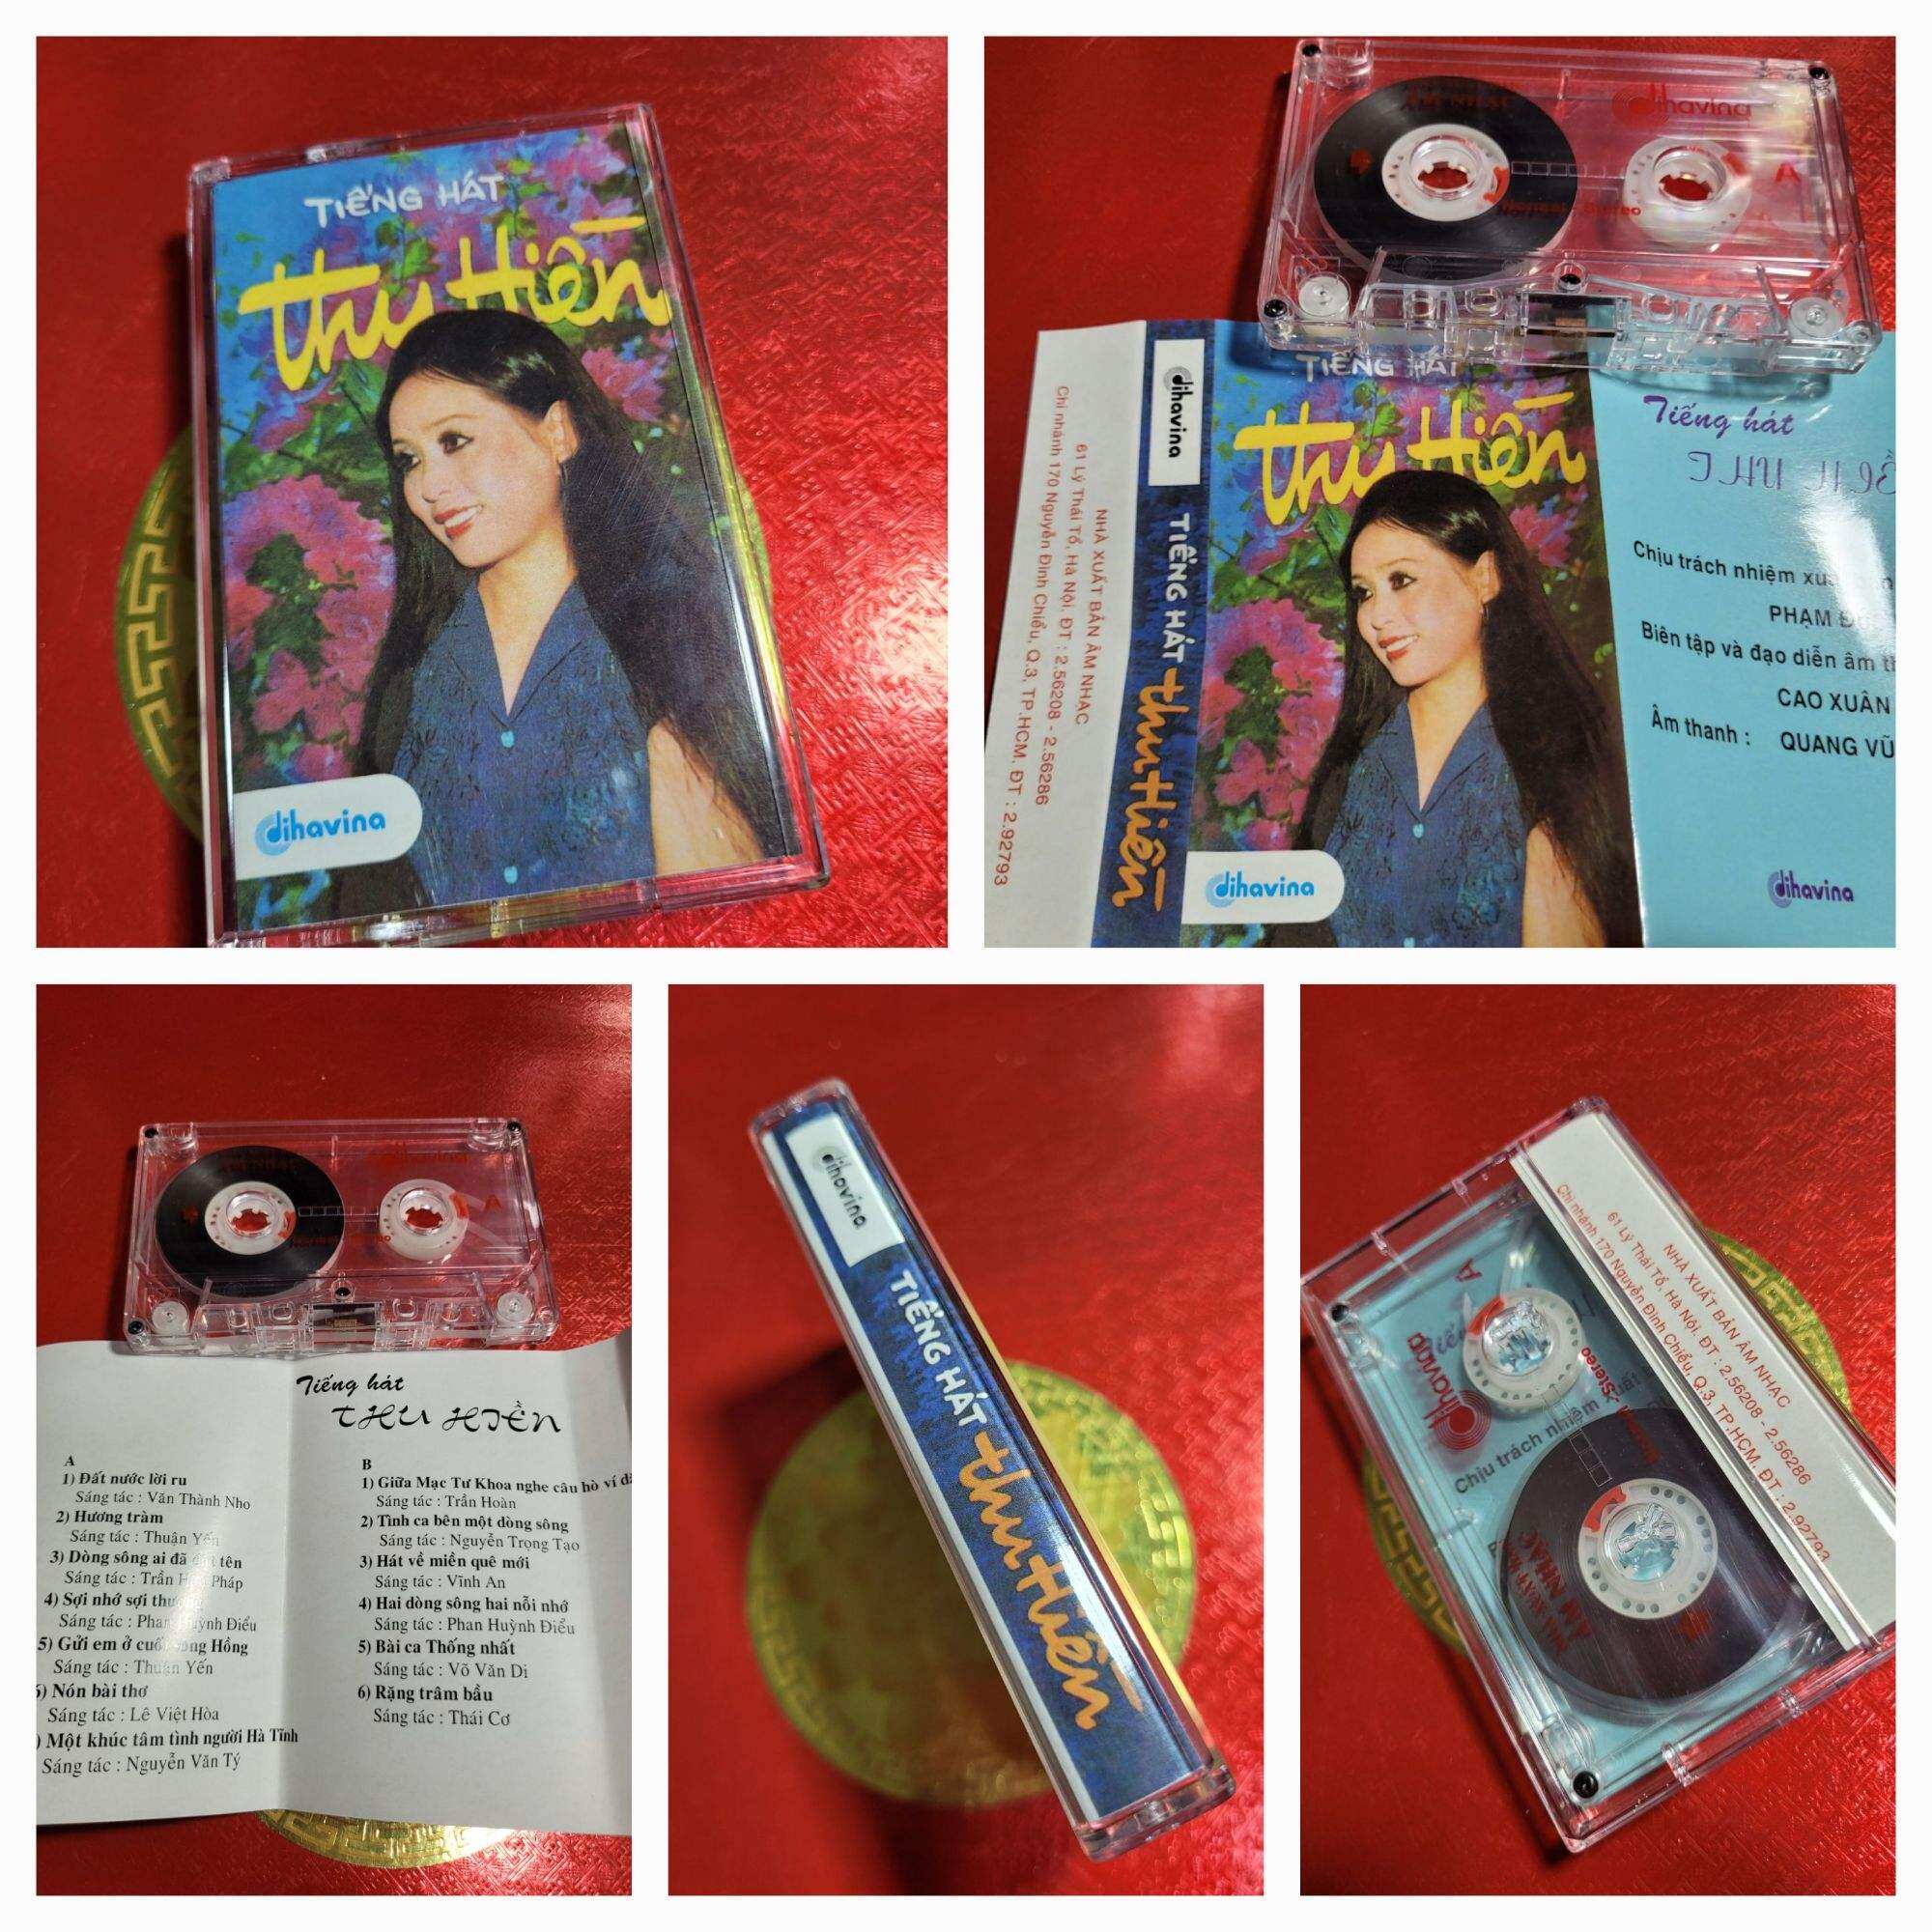 TIẾNG HÁT
thu Hiền
dihavina
dihavina
A
Stereo
dihavina
TIẾNG HÁT thu Hiền
NHÀ XUẤT BẢN ÂM NHẠC
61 Lý Thái Tổ, Hà Nội. ĐT : 2.56208 - 2.56286
Chi nhánh 170 Nguyễn Đình Chiểu, Q.3, TP.HCM. ĐT : 2.92793
TIẾNG HÁT
thu Hiền
dihavina
Tiếng hát
Chịu trách nhiệm
PHẠM
Biên tập và đạo diễn âm
CAO XUÂN
Âm thanh : QUANG VŨ
dihavina
A
Tiếng hát
THU HIỀN
A
1) Đất nước lời ru
Sáng tác : Văn Thành Nho
2) Hương tràm
Sáng tác : Thuận Yến
3) Dòng sông ai đã tên
Sáng tác : Trần Pháp
4) Sợi nhớ sợi
Sáng tác : Phan Huỳnh Điểu
5) Gửi em ở cuối sông Hồng
Sáng tác : Thuận Yến
) Nón bài thơ
Sáng tác : Lê Việt Hòa
) Một khúc tâm tình người Hà Tĩnh
Sáng tác : Nguyễn Văn Tý
B
1) Giữa Mạc Tư Khoa nghe câu hò ví
Sáng tác : Trần Hoàn
2) Tình ca bên một dòng sông
Sáng tác : Nguyễn Trọng Tạo
3) Hát về miền quê mới
Sáng tác : Vĩnh An
4) Hai dòng sông hai nỗi nhớ
Sáng tác : Phan Huỳnh Điểu
5) Bài ca Thống nhất
Sáng tác : Võ Văn Di
6) Rặng trâm bầu
Sáng tác : Thái Cơ
dihavina
TIẾNG HÁT thu Hiền
NHÀ XUẤT BẢN ÂM NHẠC
61 Lý Thái Tổ, Hà Nội. ĐT : 2.56208 - 2.56286
Chi nhánh 170 Nguyễn Đình Chiểu, Q.3, TP.HCM. ĐT : 2.92793
A
dihavina
Stereo
Chịu trách nhiệm
ÂM NHẠC